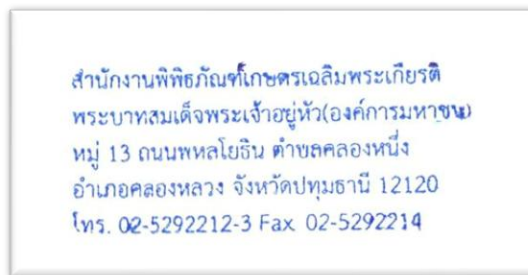 สำนักงานพิพิธภัณฑ์เกษตรเฉลิมพระเกียรติ
พระบาทสมเด็จพระเจ้าอยู่หัว(องค์การมหาชน)
หมู่ 13 ถนนพหลโยธิน ตำบลคลองหนึ่ง
อำเภอคลองหลวง จังหวัดปทุมธานี 12120
โทร. 02-5292212-3 Fax 02-5292214